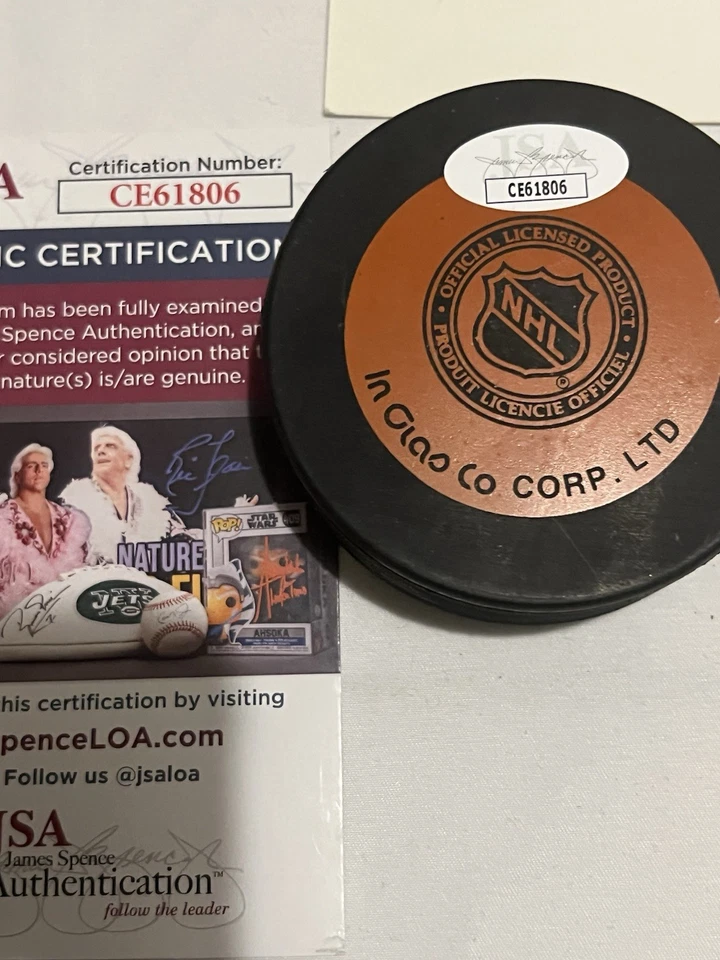 A
Certification Number:
CE61806
IC CERTIFICATION
m has been fully examined
Spence Authentication, an
r considered opinion that t
nature(s) is/are genuine.
NATURE
JETS
POP!
STAR
WARS
AHSOKA
his certification by visiting
penceLOA.com
Follow us @jsaloa
JSA
James Spence
Authentication™
follow the leader
JSA
CE61806
OFFICIAL LICENSED PRODUCT
NHL
®
PRODUIT LICENCIE OFFICIEL
In Glas Co CORP. LTD